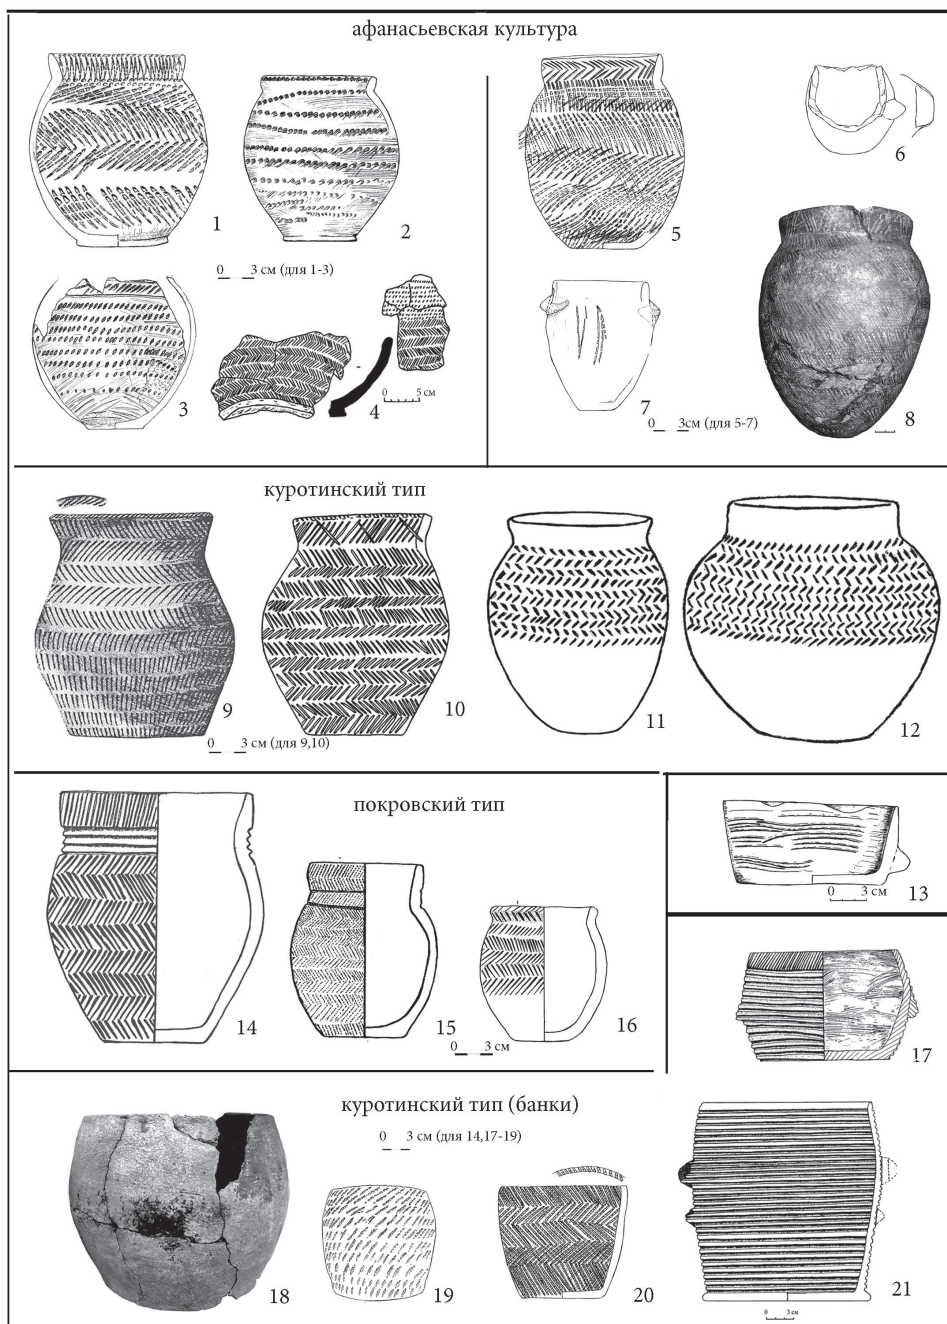 афанасьевская культура
1
2
0 3 см (для 1-3)
3
4
0 5 см
5
6
7
0 3см (для 5-7)
8
куротинский тип
9
10
0 3 см (для 9,10)
11
12
покровский тип
14
15
16
0 3 см
13
0 3 см
17
куротинский тип (банки)
0 3 см (для 14,17-19)
18
19
20
21
0 3 см